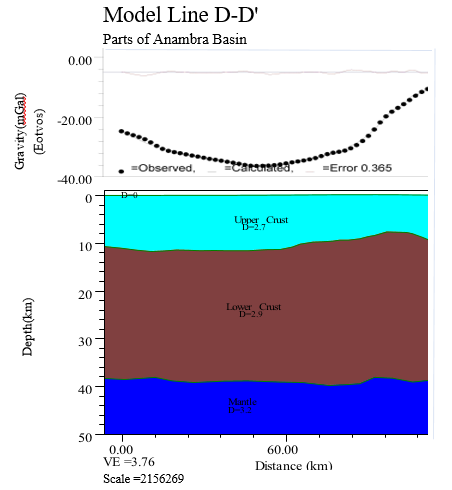 Model Line D-D'
Parts of Anambra Basin
0.00
-20.00
-40.00
Gravity(mGal)
(Eotvos)
=Observed, =Calculated, =Error 0.365
D=0
0
10
20
30
40
50
Depth(km)
Upper Crust
D=2.7
Lower Crust
D=2.9
Mantle
0.00
60.00
VE =3.76
Distance (km)
Scale =2156269